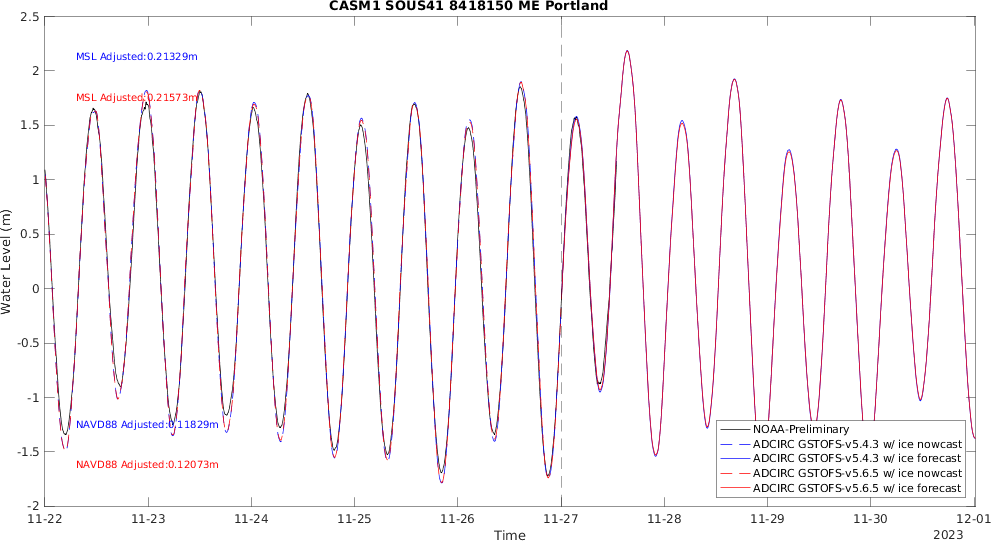 CASM1 SOUS41 8418150 ME Portland
2.5
2
1.5
1
0.5
0
-0.5
-1
-1.5
-2
Water Level (m)
MSL Adjusted:0.21329m
MSL Adjusted:0.21573m
NAVD88 Adjusted:0.11829m
NAVD88 Adjusted:0.12073m
NOAA-Preliminary
ADCIRC GSTOFS-v5.4.3 w/ ice nowcast
ADCIRC GSTOFS-v5.4.3 w/ ice forecast
ADCIRC GSTOFS-v5.6.5 w/ ice nowcast
ADCIRC GSTOFS-v5.6.5 w/ ice forecast
11-22 11-23 11-24 11-25 11-26 11-27 11-28 11-29 11-30 12-01
Time
2023